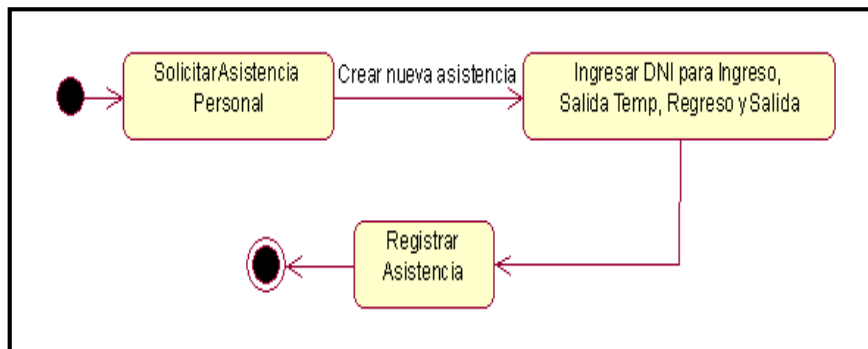 SolicitarAsistencia
Personal
Crear nueva asistencia
Ingresar DNI para Ingreso,
Salida Temp, Regreso y Salida
Registrar
Asistencia